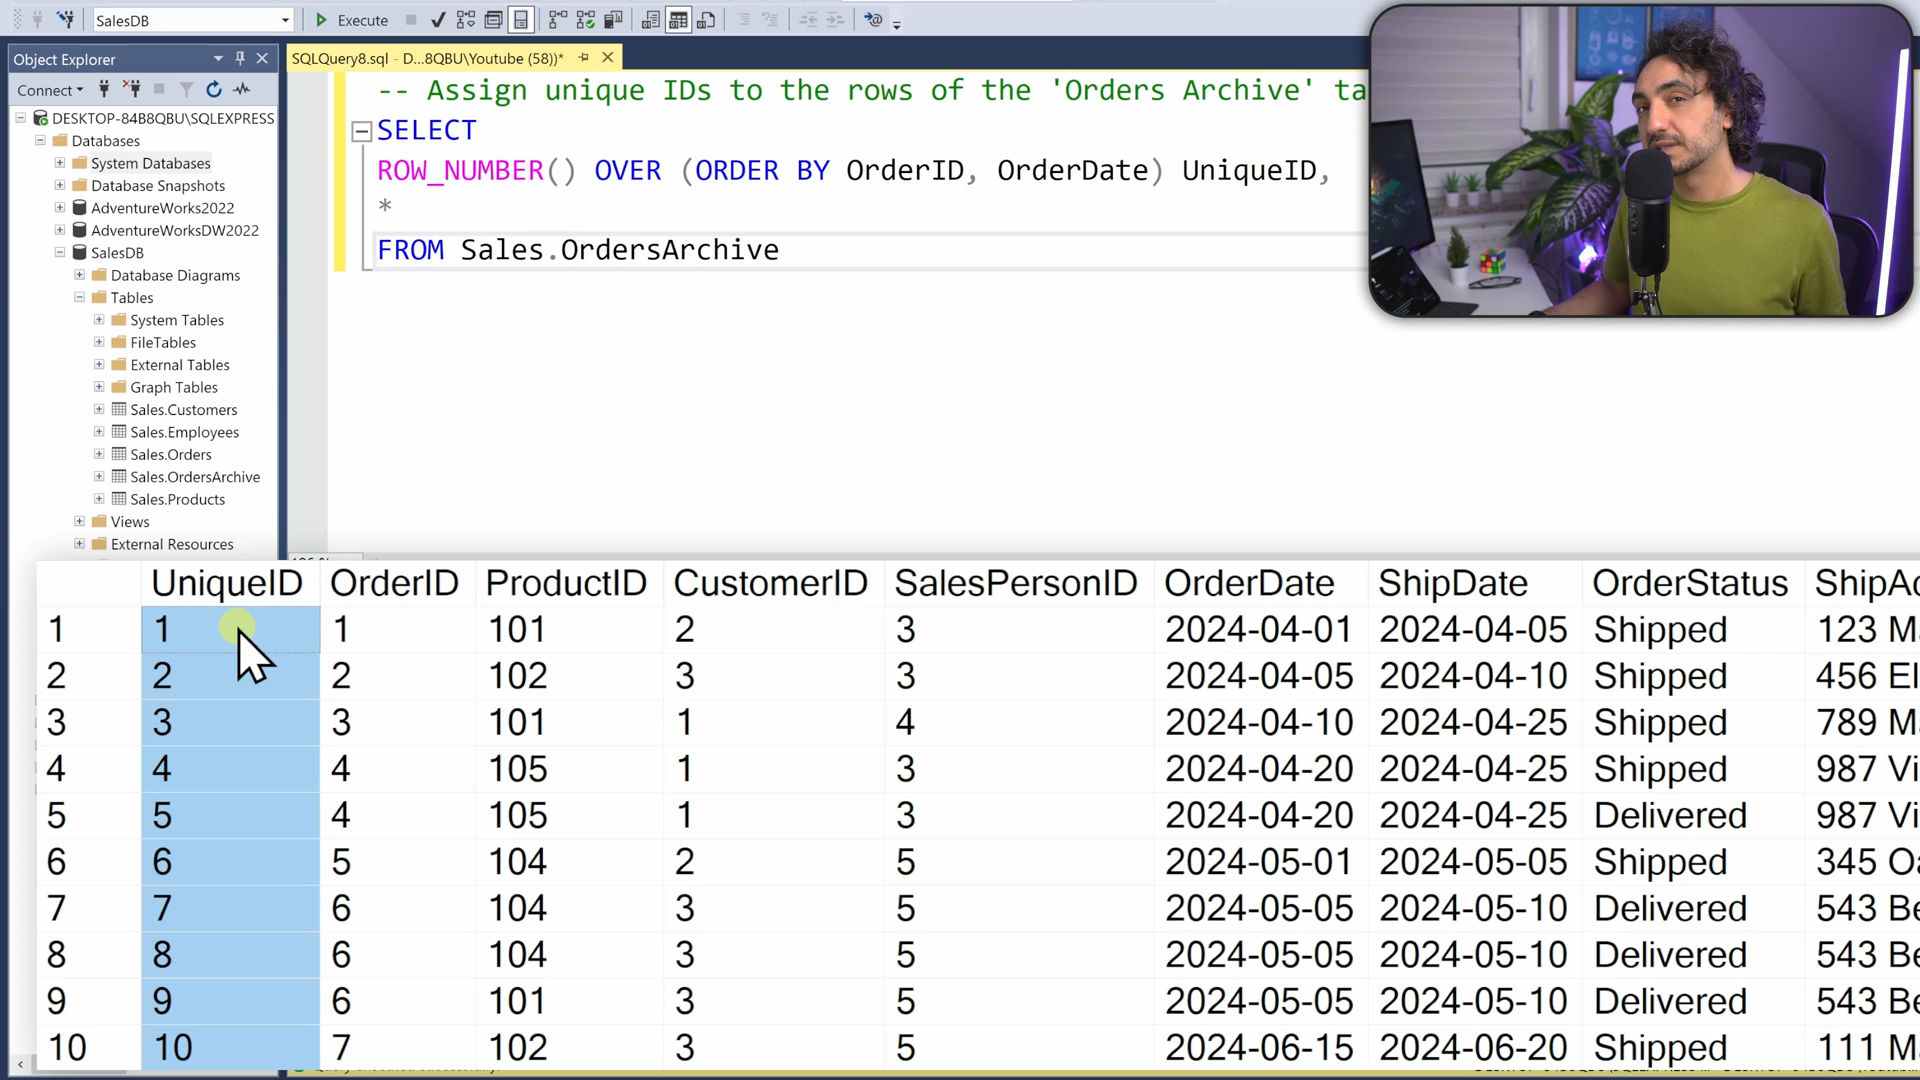 SalesDB
Execute
Object Explorer
SQLQuery8.sql - D...8QBU\Youtube (58))*
Connect
DESKTOP-84B8QBU\SQLEXPRESS
Databases
System Databases
Database Snapshots
AdventureWorks2022
AdventureWorksDW2022
SalesDB
Database Diagrams
Tables
System Tables
FileTables
External Tables
Graph Tables
Sales.Customers
Sales.Employees
Sales.Orders
Sales.OrdersArchive
Sales.Products
Views
External Resources
-- Assign unique IDs to the rows of the 'Orders Archive' ta
SELECT
ROW_NUMBER() OVER (ORDER BY OrderID, OrderDate) UniqueID,
*
FROM Sales.OrdersArchive
UniqueID OrderID ProductID CustomerID SalesPersonID OrderDate ShipDate OrderStatus ShipAd
1 1 1 101 2 3 2024-04-01 2024-04-05 Shipped 123 Ma
2 2 2 102 3 3 2024-04-05 2024-04-10 Shipped 456 El
3 3 3 101 1 4 2024-04-10 2024-04-25 Shipped 789 Ma
4 4 4 105 1 3 2024-04-20 2024-04-25 Shipped 987 Vi
5 5 4 105 1 3 2024-04-20 2024-04-25 Delivered 987 Vi
6 6 5 104 2 5 2024-05-01 2024-05-05 Shipped 345 Oa
7 7 6 104 3 5 2024-05-05 2024-05-10 Delivered 543 Be
8 8 6 104 3 5 2024-05-05 2024-05-10 Delivered 543 Be
9 9 6 101 3 5 2024-05-05 2024-05-10 Delivered 543 Be
10 10 7 102 3 5 2024-06-15 2024-06-20 Shipped 111 Ma